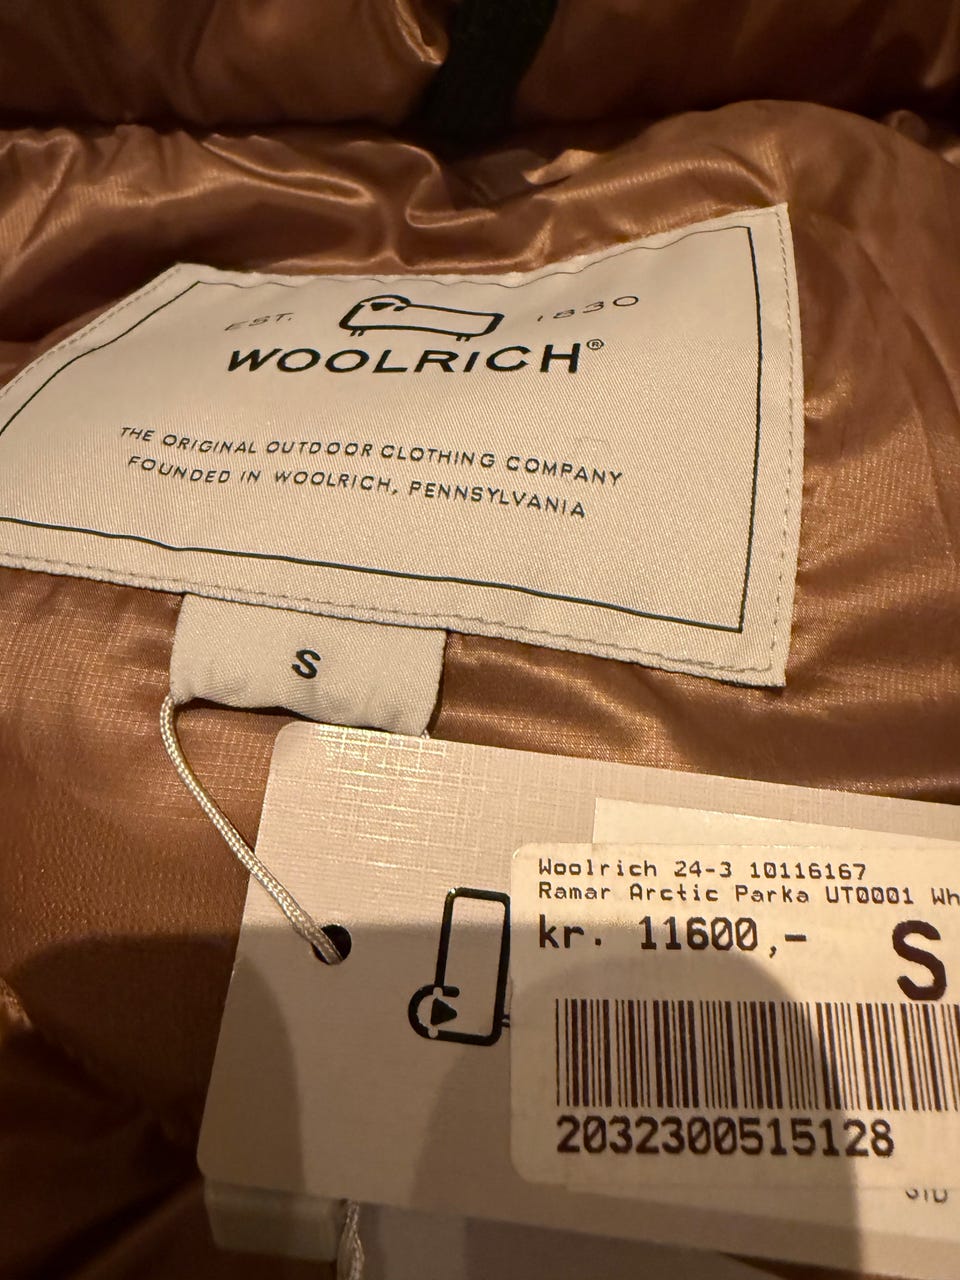 EST. 1830
WOOLRICH®
THE ORIGINAL OUTDOOR CLOTHING COMPANY
FOUNDED IN WOOLRICH, PENNSYLVANIA
S
Woolrich 24-3 10116167
Ramar Arctic Parka UT0001 Wh
kr. 11600,- S
2032300515128